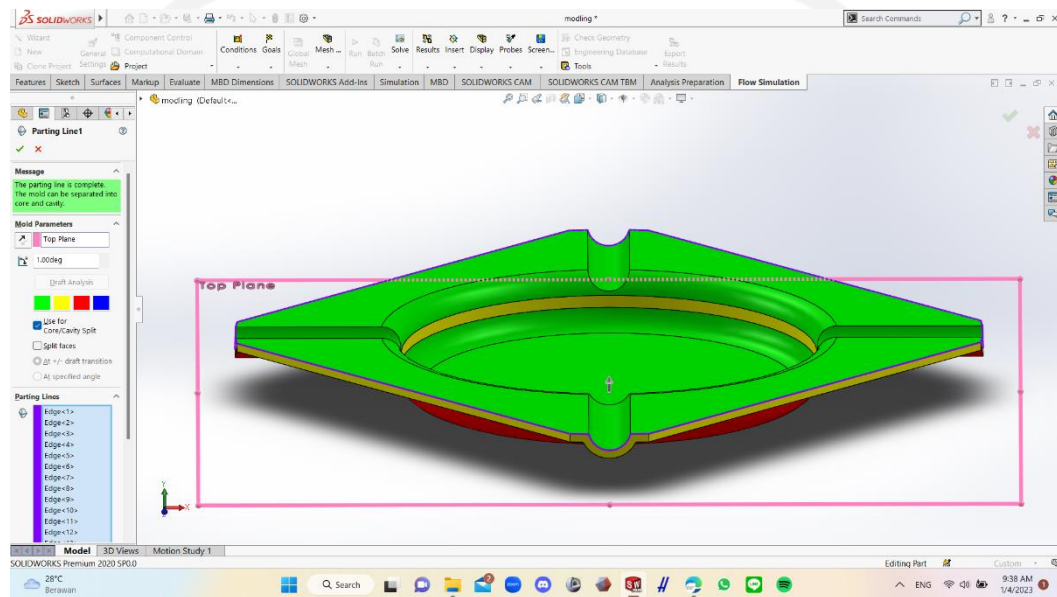 SOLIDWORKS
moding *
Search Commands
Wizard
New
Clone Project
General Settings
Component Control
Computational Domain
Project
Conditions
Goals
Global Mesh
Mesh ...
Run
Batch Run
Solve
Results
Insert
Display
Probes
Screen...
Check Geometry
Engineering Database
Tools
Export Results
Features
Sketch
Surfaces
Markup
Evaluate
MBD Dimensions
SOLIDWORKS Add-Ins
Simulation
MBD
SOLIDWORKS CAM
SOLIDWORKS CAM TBM
Analysis Preparation
Flow Simulation
moding (Default<...
Parting Line1
Message
The parting line is complete.
The mold can be separated into
core and cavity.
Mold Parameters
Top Plane
1.00deg
Draft Analysis
Use for
Core/Cavity Split
Split faces
At +/- draft transition
At specified angle
Parting Lines
Edge<1>
Edge<2>
Edge<3>
Edge<4>
Edge<5>
Edge<6>
Edge<7>
Edge<8>
Edge<9>
Edge<10>
Edge<11>
Edge<12>
Top Plane
Y
X
Model
3D Views
Motion Study 1
SOLIDWORKS Premium 2020 SP0.0
Editing Part
Custom
28°C
Berawan
Search
ENG
9:38 AM
1/4/2023